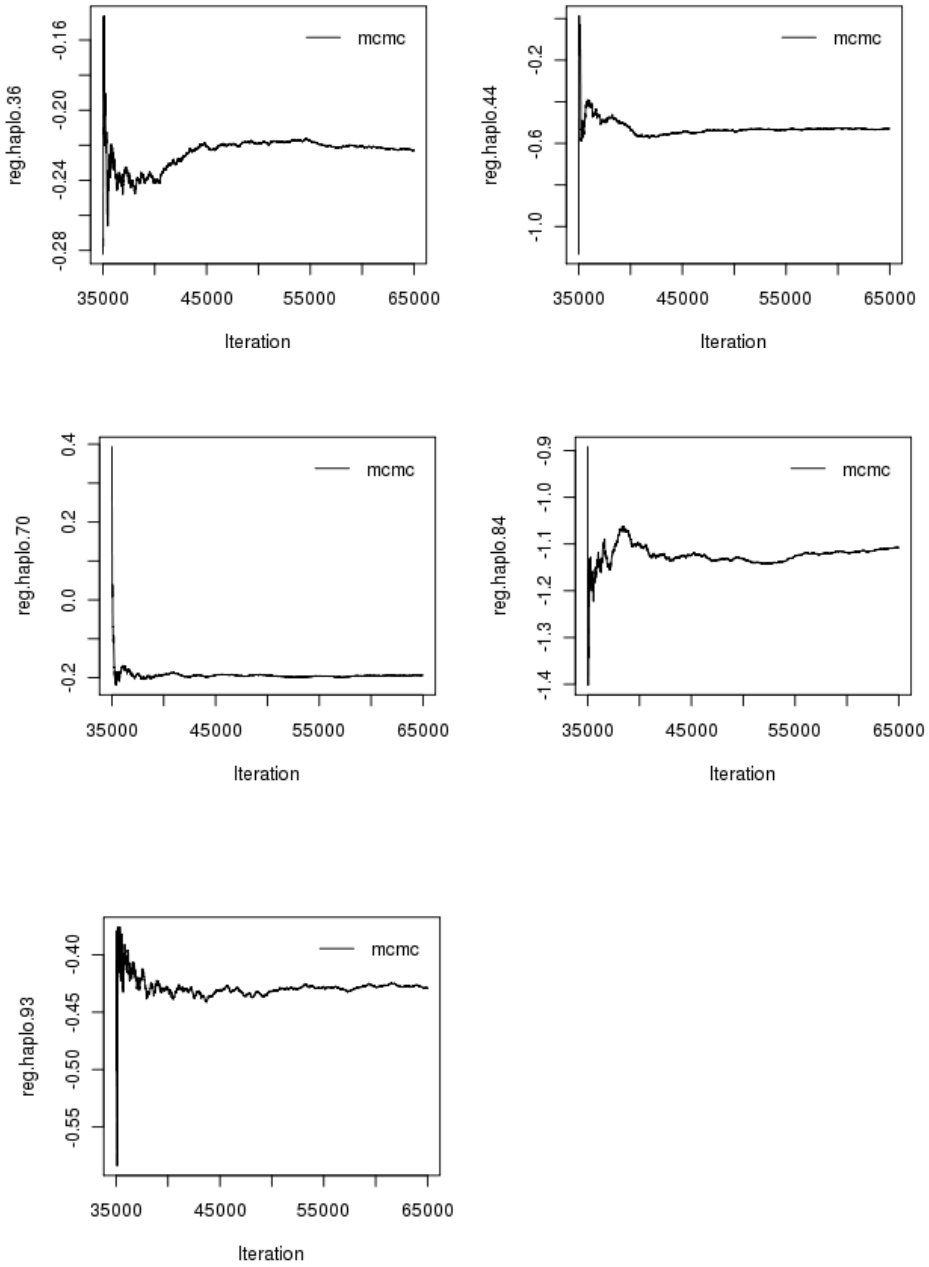 reg.haplo.36
-0.16
-0.20
-0.24
-0.28
mcmc
35000 45000 55000 65000
Iteration
reg.haplo.44
-0.2
-0.6
-1.0
mcmc
35000 45000 55000 65000
Iteration
reg.haplo.70
0.4
0.2
0.0
-0.2
mcmc
35000 45000 55000 65000
Iteration
reg.haplo.84
-0.9
-1.0
-1.1
-1.2
-1.3
-1.4
mcmc
35000 45000 55000 65000
Iteration
reg.haplo.93
-0.40
-0.45
-0.50
-0.55
mcmc
35000 45000 55000 65000
Iteration